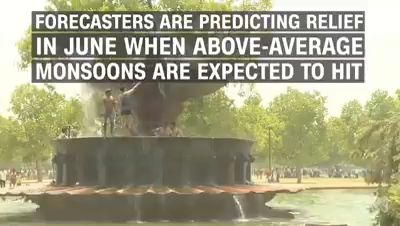 FORECASTERS ARE PREDICTING RELIEF
IN JUNE WHEN ABOVE-AVERAGE
MONSOONS ARE EXPECTED TO HIT